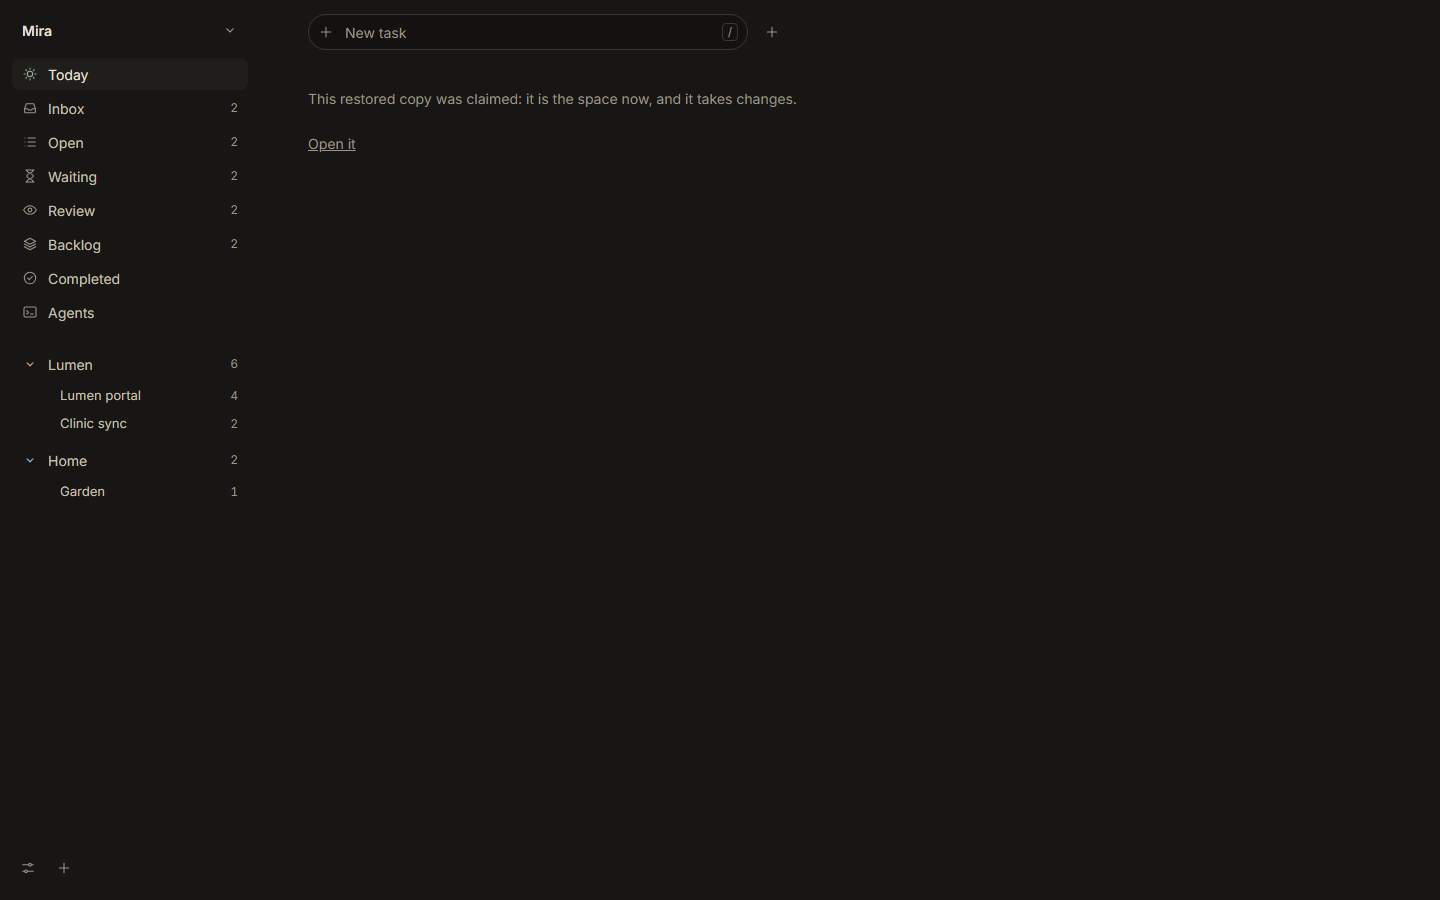 Mira
Today
Inbox 2
Open 2
Waiting 2
Review 2
Backlog 2
Completed
Agents
Lumen 6
Lumen portal 4
Clinic sync 2
Home 2
Garden 1
New task /
This restored copy was claimed: it is the space now, and it takes changes.
Open it